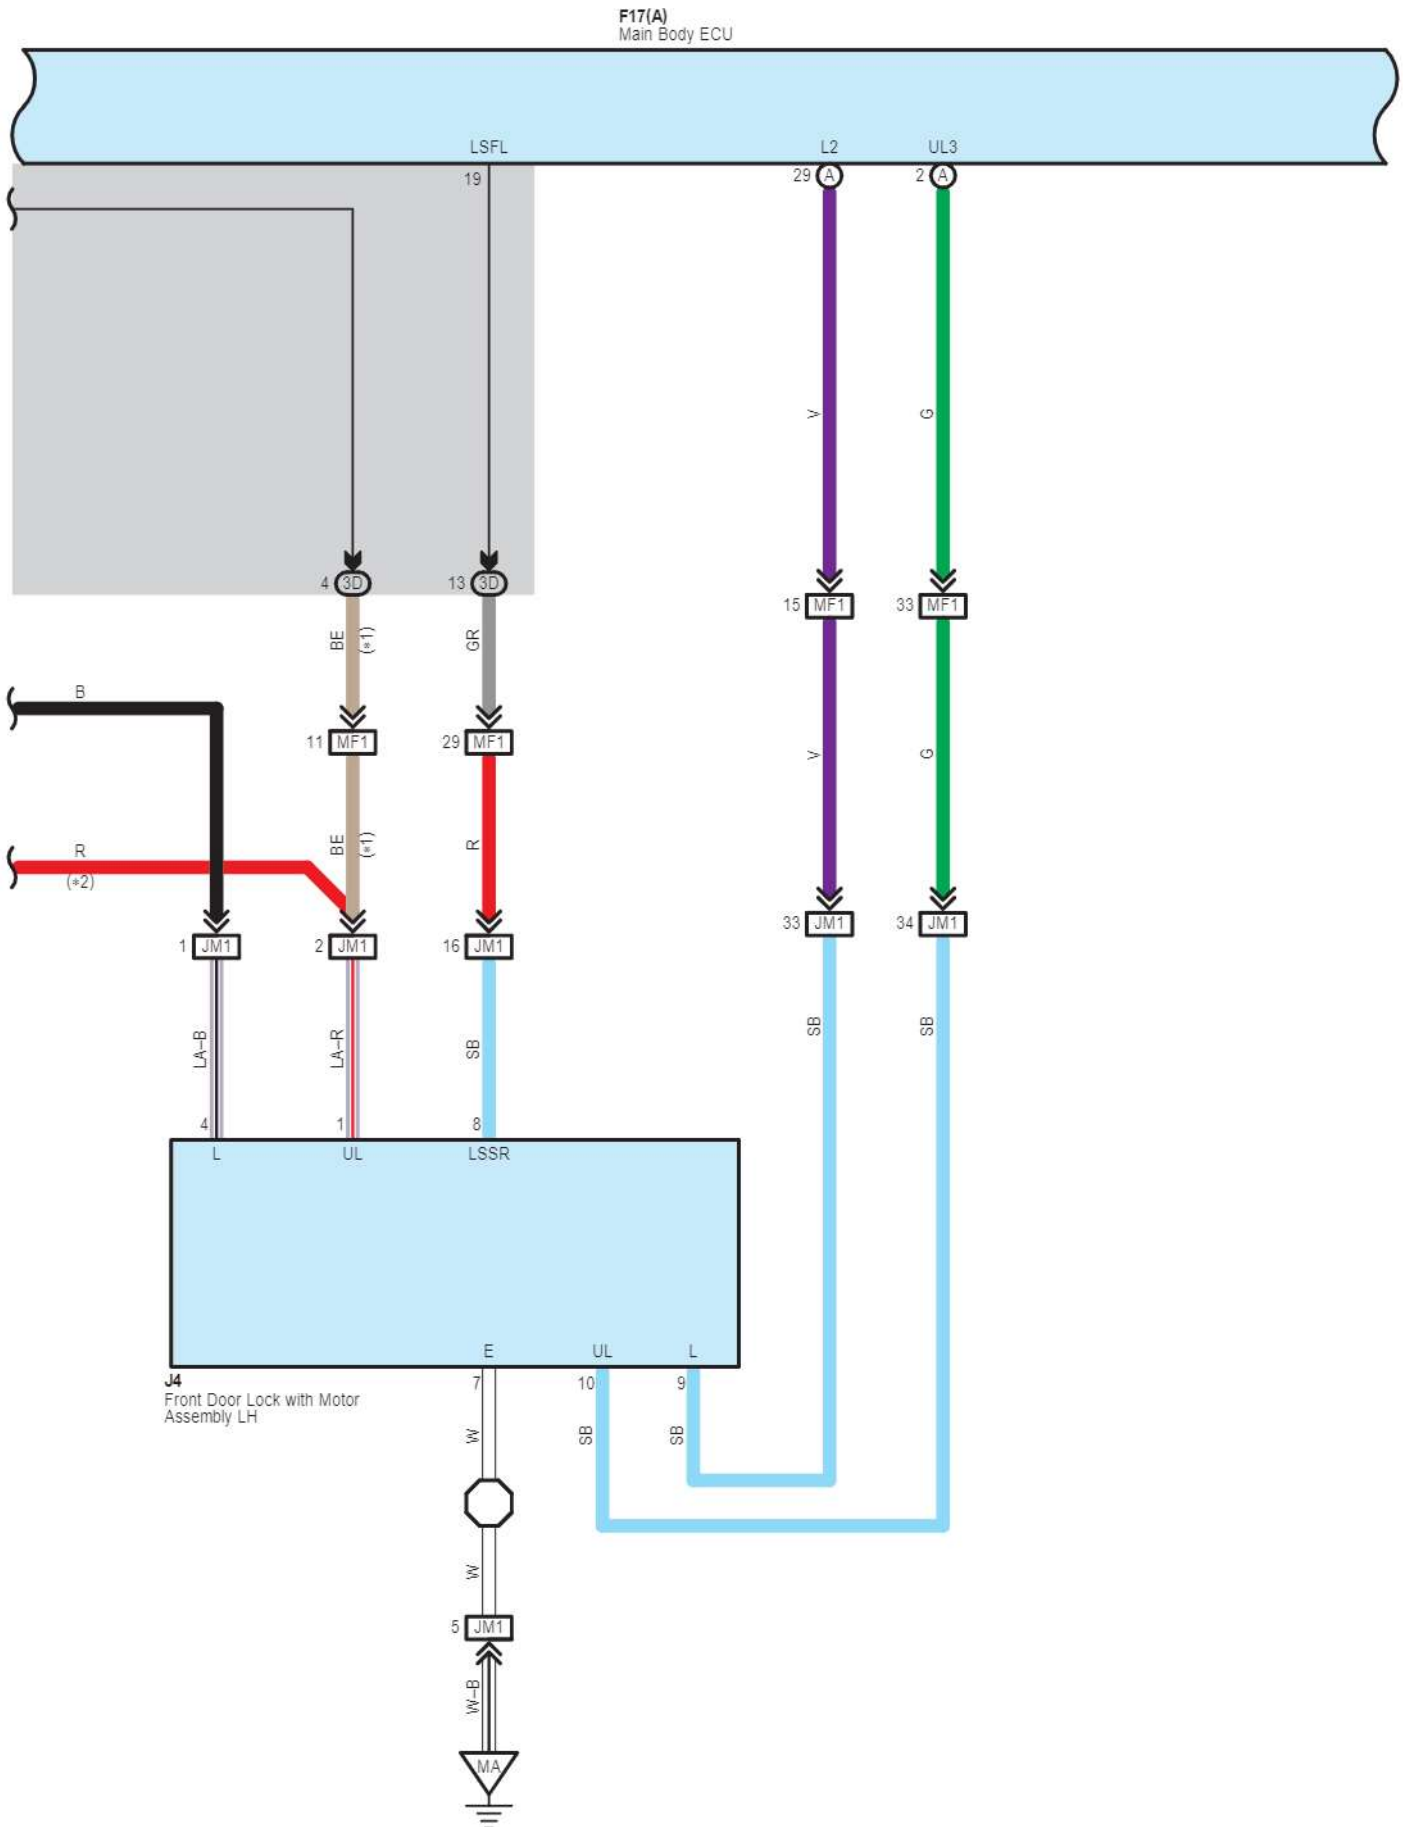 F17(A)
Main Body ECU
LSFL
L2
UL3
19
29 A
2 A
V
G
4 3D
13 3D
15 MF1
33 MF1
BE
(*1)
GR
B
11 MF1
29 MF1
V
G
R
(*2)
BE
(*1)
R
33 JM1
34 JM1
1 JM1
2 JM1
16 JM1
SB
SB
LA-B
LA-R
SB
4
1
8
L
UL
LSSR
E
UL
L
J4
Front Door Lock with Motor
Assembly LH
7
10
9
W
SB
SB
W
5 JM1
W-B
MA